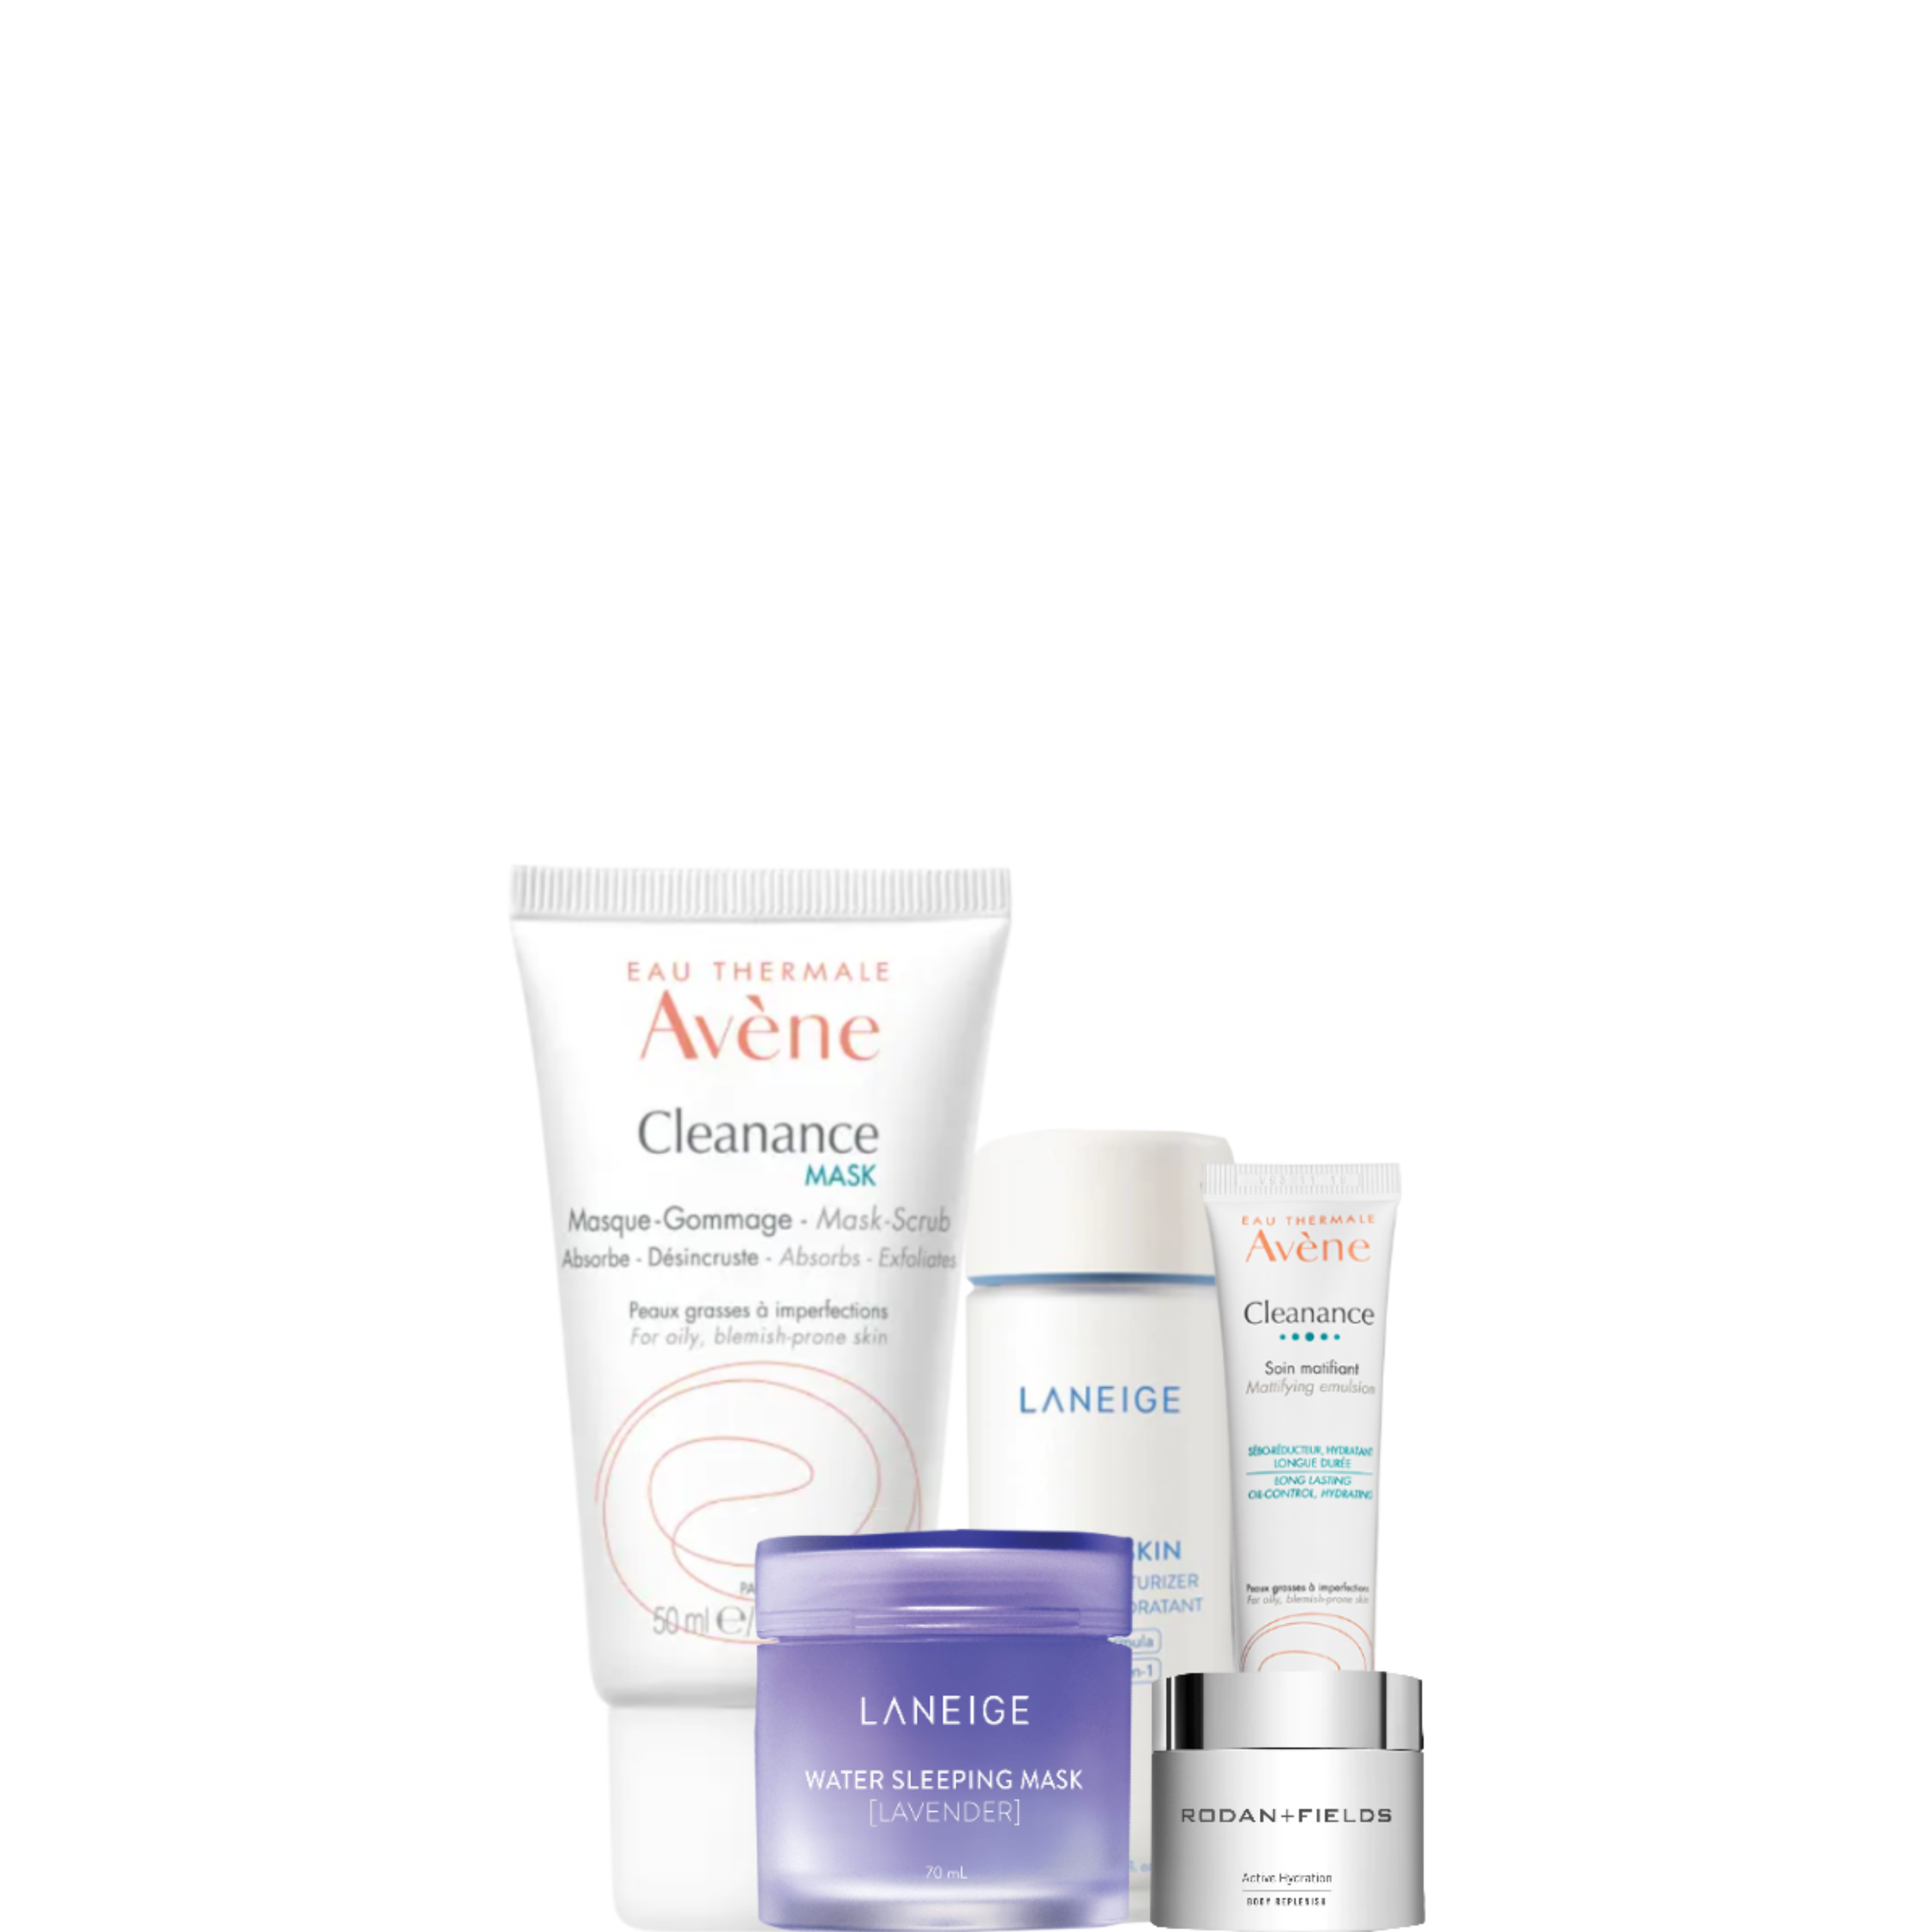 EAU THERMALE
Avène
Cleanance
MASK
Masque-Gommage - Mask-Scrub
Absorbe - Désincruste - Absorbs - Exfoliates
Peaux grasses à imperfections
For oily, blemish-prone skin
50 ml e/
LANEIGE
EAU THERMALE
Avène
Cleanance
Soin matifiant
Mattifying emulsion
SÉBO-RÉDUCTEUR, HYDRATANT
LONGUE DURÉE
LONG LASTING
OIL-CONTROL, HYDRATING
Peaux grasses à imperfections
For oily, blemish-prone skin
LANEIGE
WATER SLEEPING MASK
[LAVENDER]
70 mL
RODAN+FIELDS
Active Hydration
BODY REPLENISH